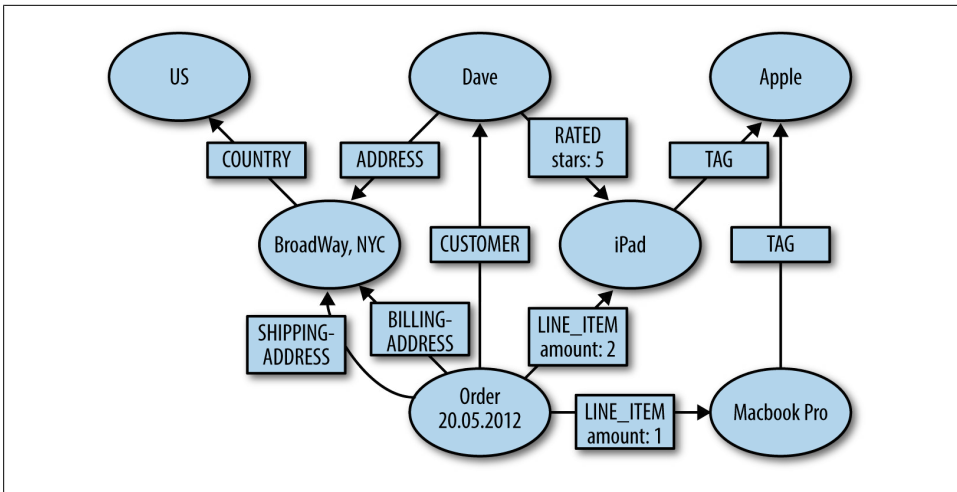 US
Dave
Apple
COUNTRY
ADDRESS
RATED
stars: 5
TAG
BroadWay, NYC
CUSTOMER
iPad
TAG
SHIPPING-
ADDRESS
BILLING-
ADDRESS
LINE_ITEM
amount: 2
Order
20.05.2012
LINE_ITEM
amount: 1
Macbook Pro